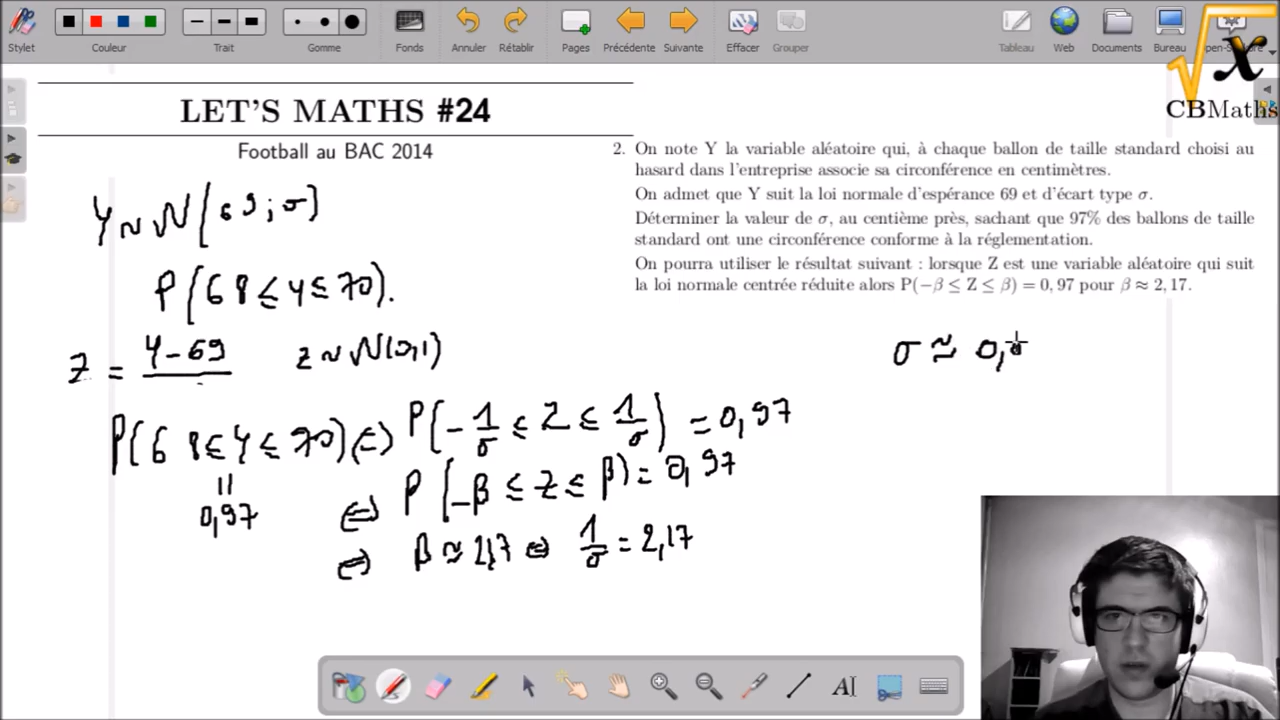 Stylet
Couleur
Trait
Gomme
Fonds
Annuler
Rétablir
Pages
Précédente
Suivante
Effacer
Grouper
Tableau
Web
Documents
Bureau
CBMaths
LET'S MATHS #24
Football au BAC 2014
2. On note Y la variable aléatoire qui, à chaque ballon de taille standard choisi au
hasard dans l'entreprise associe sa circonférence en centimètres.
On admet que Y suit la loi normale d'espérance 69 et d'écart type σ.
Déterminer la valeur de σ, au centième près, sachant que 97% des ballons de taille
standard ont une circonférence conforme à la réglementation.
On pourra utiliser le résultat suivant : lorsque Z est une variable aléatoire qui suit
la loi normale centrée réduite alors P(−β ≤ Z ≤ β) = 0, 97 pour β ≈ 2, 17.
Y ~ N(69; σ)
P(68 ≤ Y ≤ 70).
Z = Y-69 / Z ~ N(0,1)
P(68 ≤ Y ≤ 70) ⇔ P(-1/σ ≤ Z ≤ 1/σ) = 0,97
0,97
⇔ P(-β ≤ Z ≤ β) = 0,97
⇔ β ≈ 2,17 ⇔ 1/σ = 2,17
σ ≈ 0,
AI